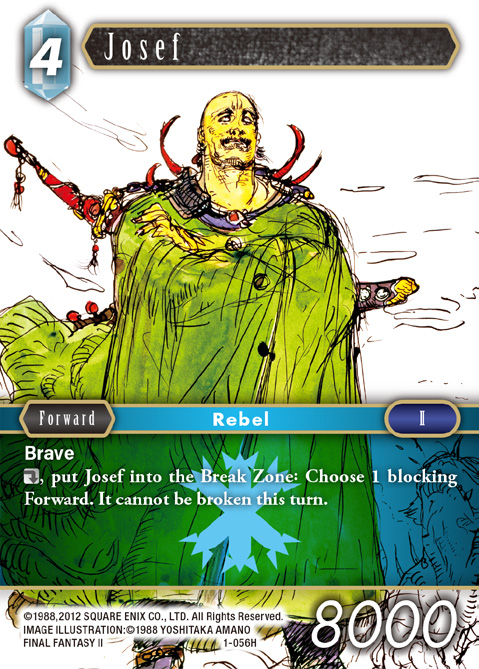 4
Josef
Forward
Rebel
II
Brave
, put Josef into the Break Zone: Choose 1 blocking
Forward. It cannot be broken this turn.
©1988,2012 SQUARE ENIX CO., LTD. All Rights Reserved.
IMAGE ILLUSTRATION:©1988 YOSHITAKA AMANO
FINAL FANTASY II
1-056H
8000